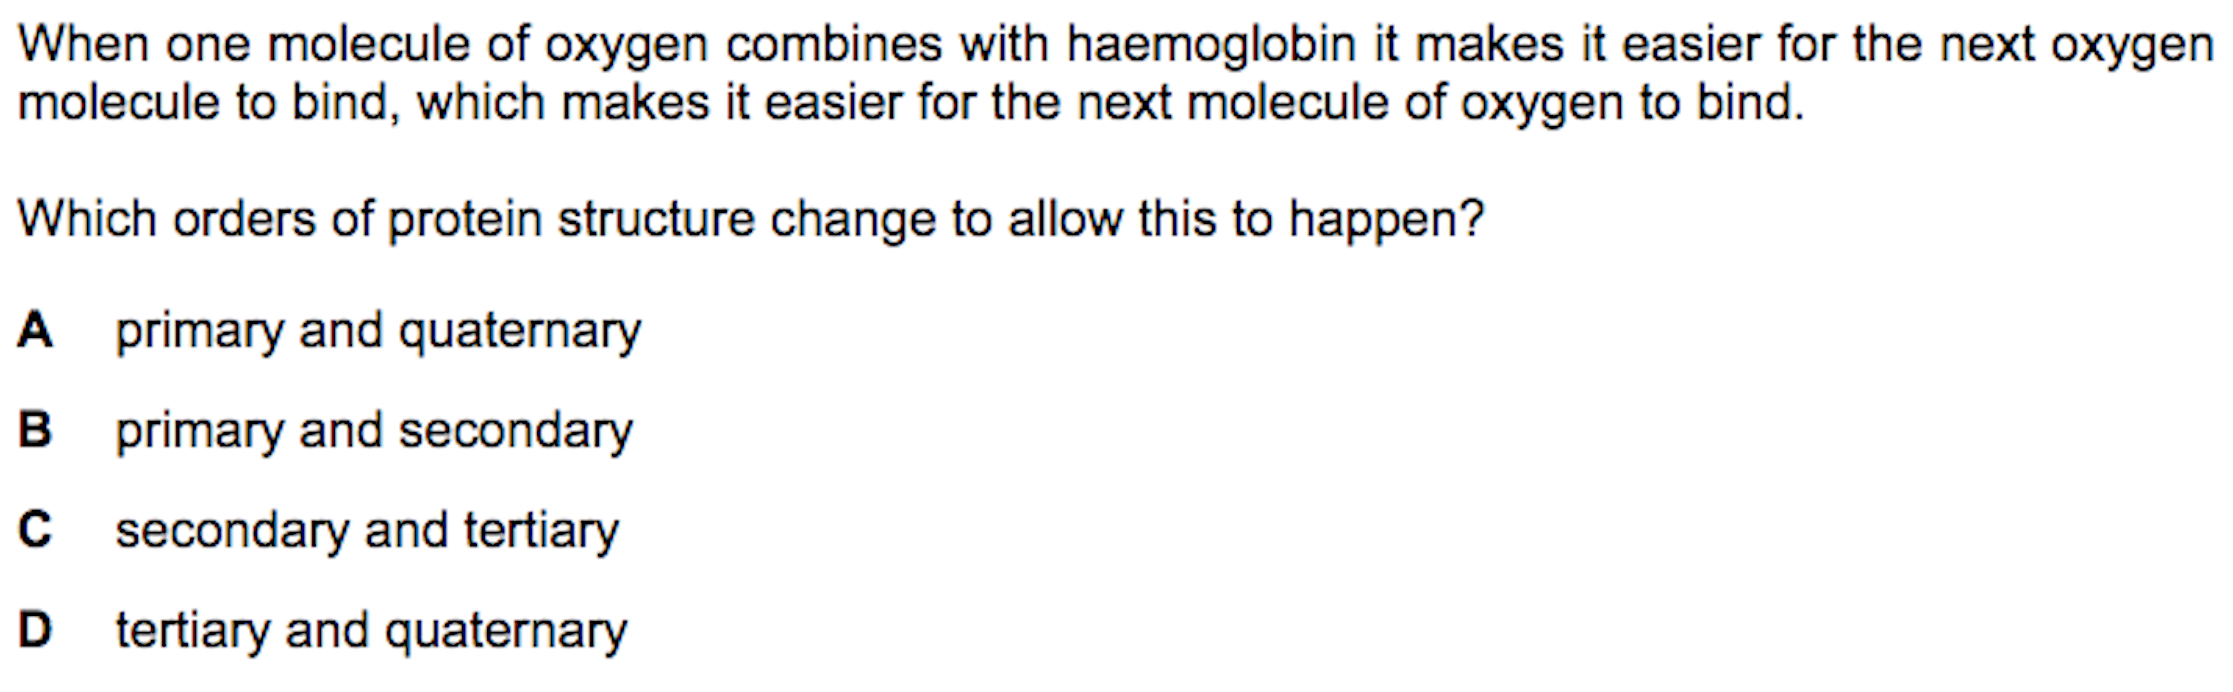 When one molecule of oxygen combines with haemoglobin it makes it easier for the next oxygen
molecule to bind, which makes it easier for the next molecule of oxygen to bind.
Which orders of protein structure change to allow this to happen?
A primary and quaternary
B primary and secondary
C secondary and tertiary
D tertiary and quaternary